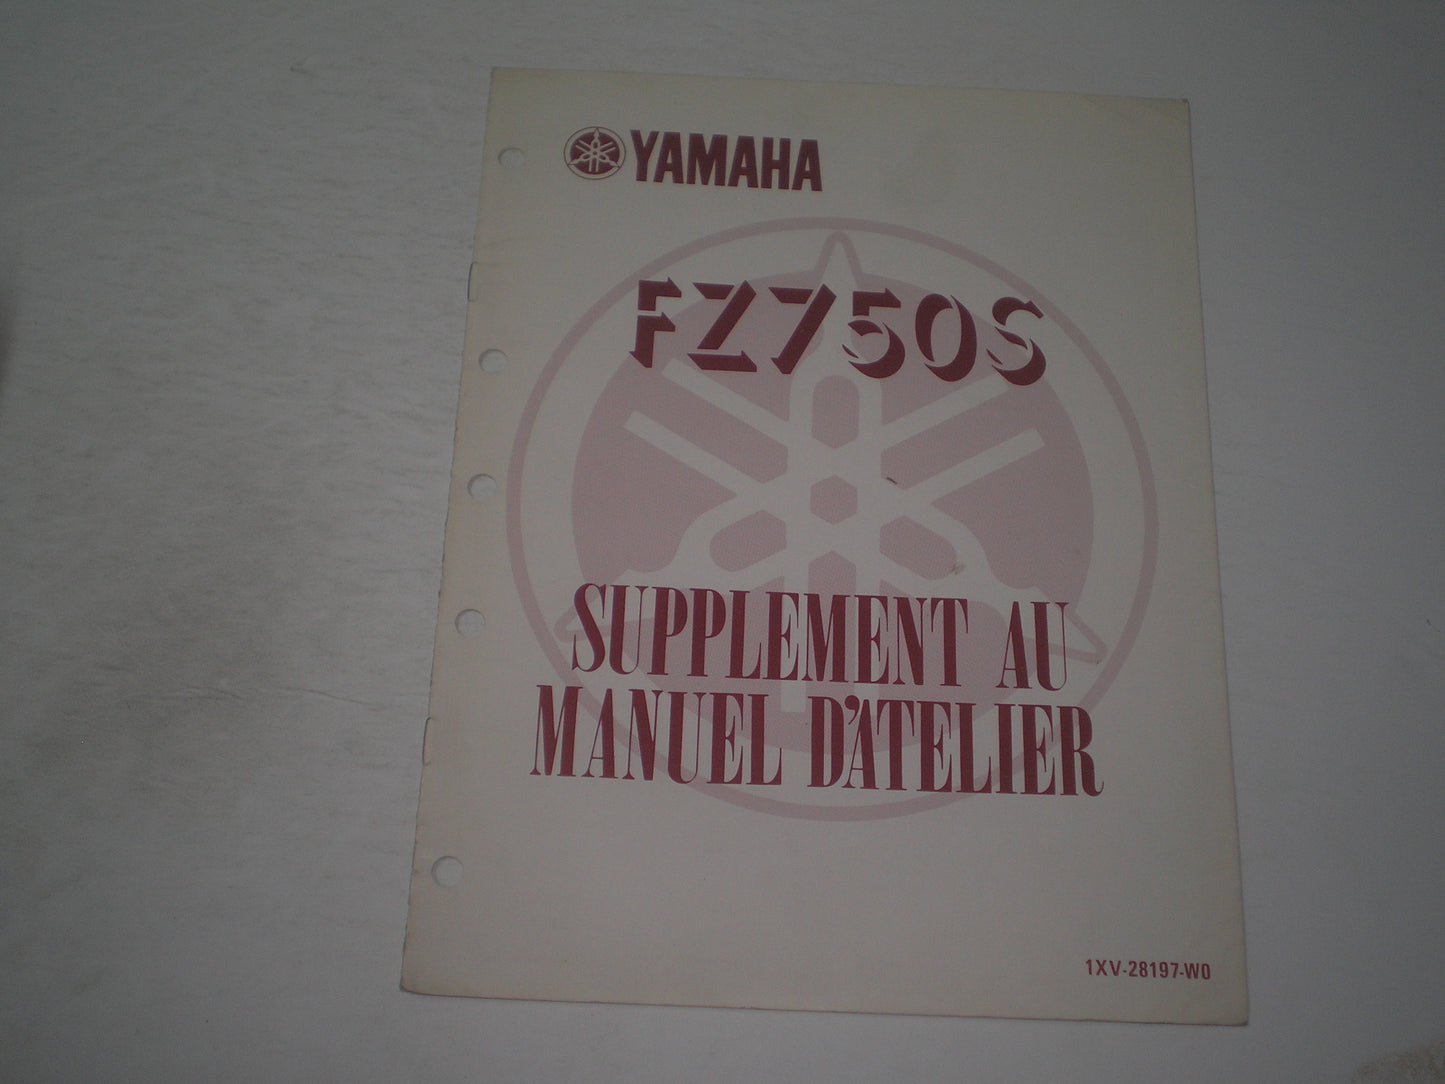 YAMAHA
FZ750S
SUPPLEMENT AU
MANUEL D'ATELIER
1XV-28197-W0